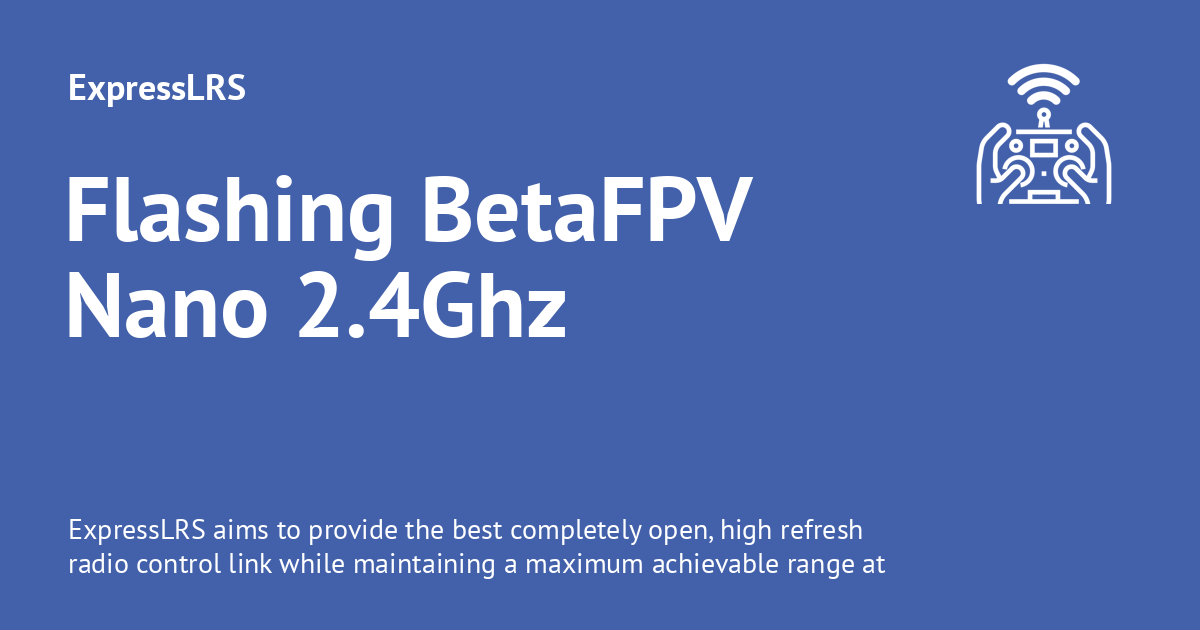 ExpressLRS
Flashing BetaFPV
Nano 2.4Ghz
ExpressLRS aims to provide the best completely open, high refresh
radio control link while maintaining a maximum achievable range at